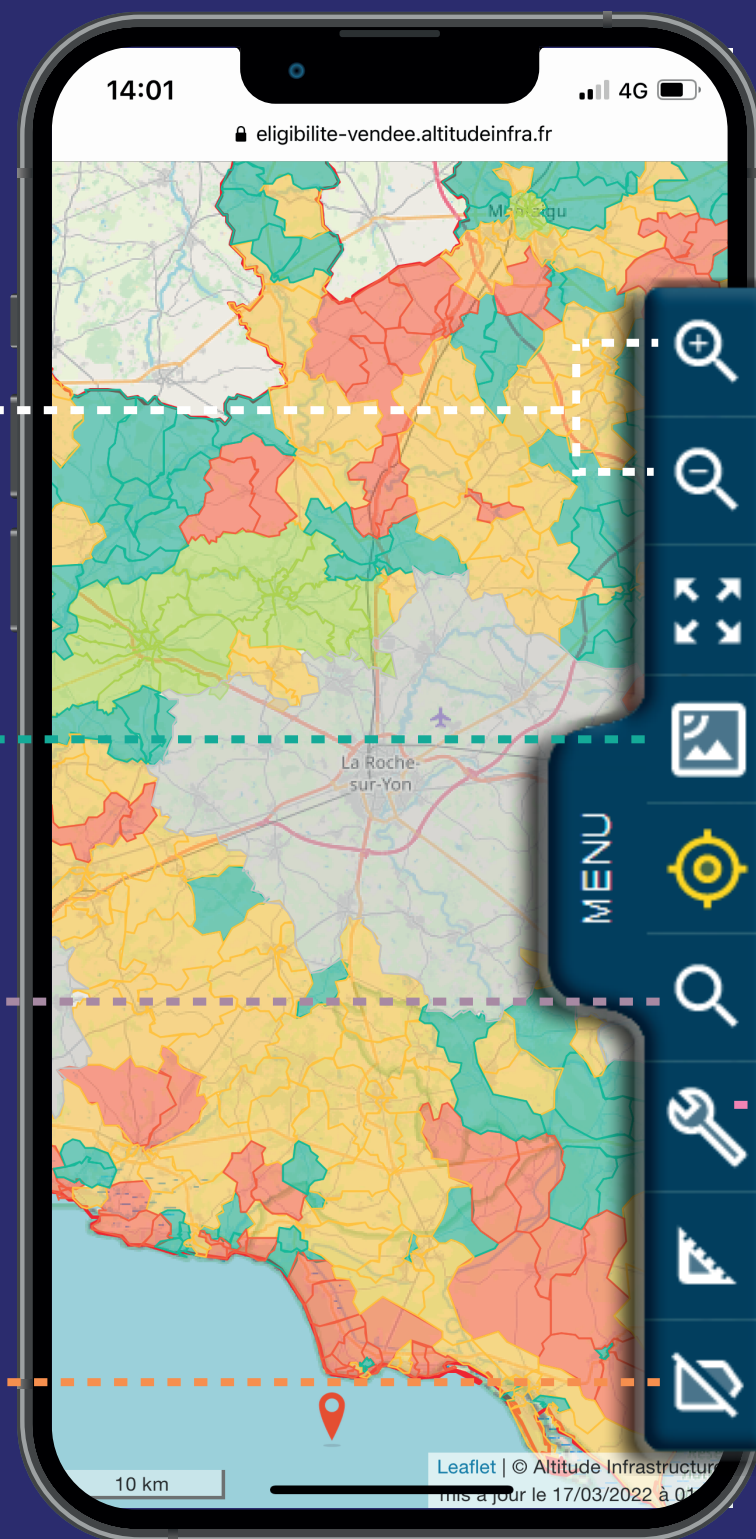 14:01
4G
eligibilite-vendee.altitudeinfra.fr
Montaigu
La Roche-
sur-Yon
MENU
10 km
Leaflet | © Altitude Infrastructure
mis à jour le 17/03/2022 à 01